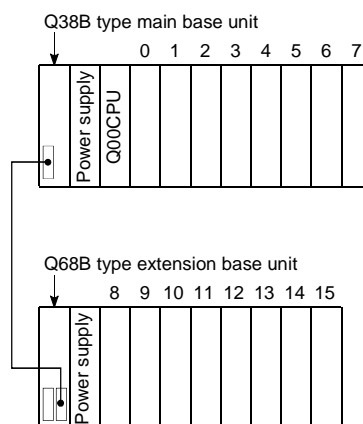 Q38B type main base unit
0 1 2 3 4 5 6 7
Power supply
Q00CPU
Q68B type extension base unit
8 9 10 11 12 13 14 15
Power supply